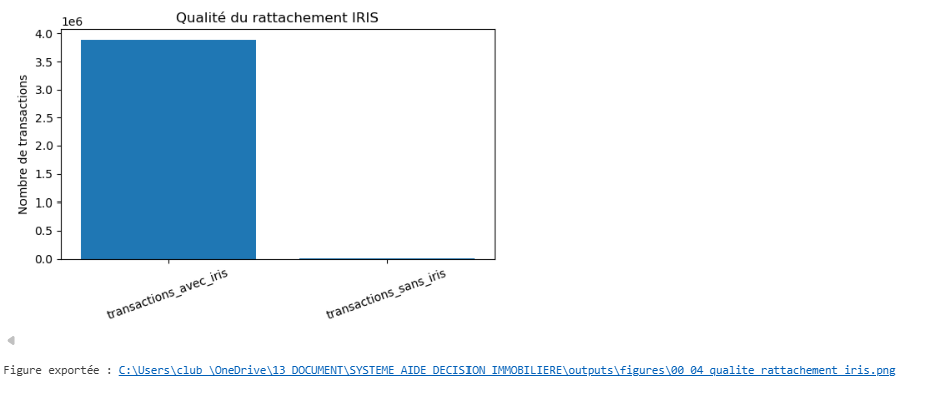 Qualité du rattachement IRIS
1e6
4.0
3.5
3.0
2.5
2.0
1.5
1.0
0.5
0.0
Nombre de transactions
transactions_avec_iris
transactions_sans_iris
Figure exportée : C:\Users\club_\OneDrive\13_DOCUMENT\SYSTEME_AIDE_DECISION_IMMOBILIERE\outputs\figures\00_04_qualite_rattachement_iris.png